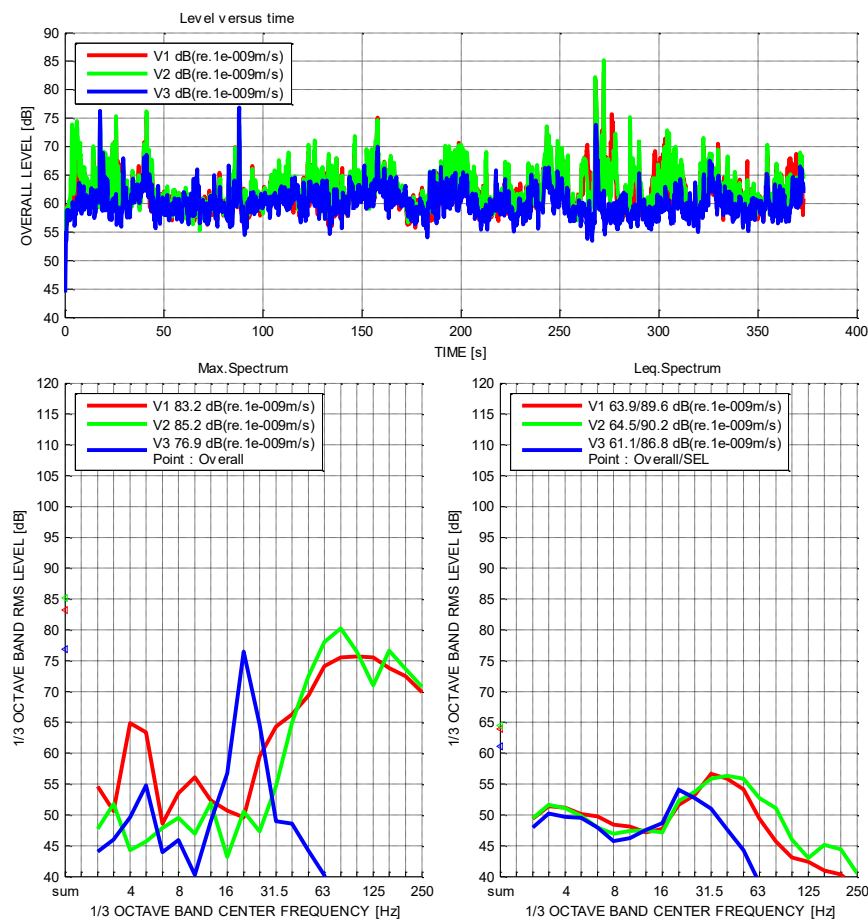 Level versus time
90
85
80
75
70
65
60
55
50
45
40
OVERALL LEVEL [dB]
V1 dB(re.1e-009m/s)
V2 dB(re.1e-009m/s)
V3 dB(re.1e-009m/s)
0 50 100 150 200 250 300 350 400
TIME [s]
Max.Spectrum
120
115
110
105
100
95
90
85
80
75
70
65
60
55
50
45
40
1/3 OCTAVE BAND RMS LEVEL [dB]
V1 83.2 dB(re.1e-009m/s)
V2 85.2 dB(re.1e-009m/s)
V3 76.9 dB(re.1e-009m/s)
Point : Overall
sum 4 8 16 31.5 63 125 250
1/3 OCTAVE BAND CENTER FREQUENCY [Hz]
Leq.Spectrum
120
115
110
105
100
95
90
85
80
75
70
65
60
55
50
45
40
1/3 OCTAVE BAND RMS LEVEL [dB]
V1 63.9/89.6 dB(re.1e-009m/s)
V2 64.5/90.2 dB(re.1e-009m/s)
V3 61.1/86.8 dB(re.1e-009m/s)
Point : Overall/SEL
sum 4 8 16 31.5 63 125 250
1/3 OCTAVE BAND CENTER FREQUENCY [Hz]